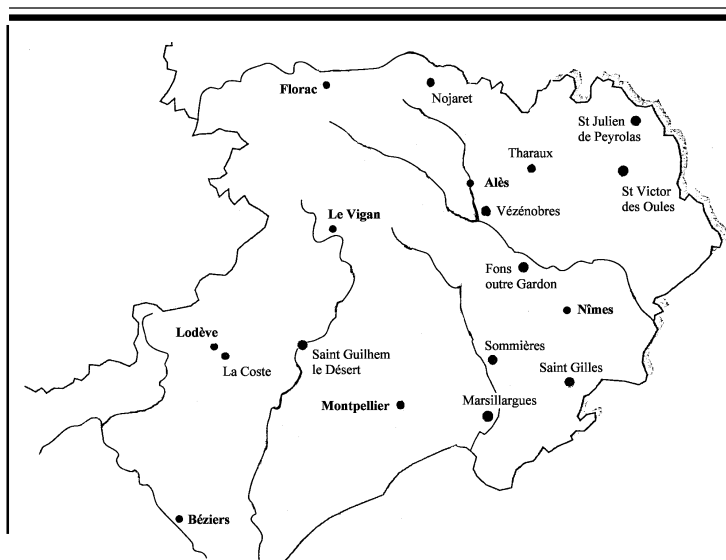 Florac
Nojaret
St Julien
de Peyrolas
Tharaux
Alès
St Victor
des Oules
Vézénobres
Le Vigan
Fons
outre Gardon
Nîmes
Lodève
La Coste
Saint Guilhem
le Désert
Sommières
Saint Gilles
Montpellier
Marsillargues
Béziers